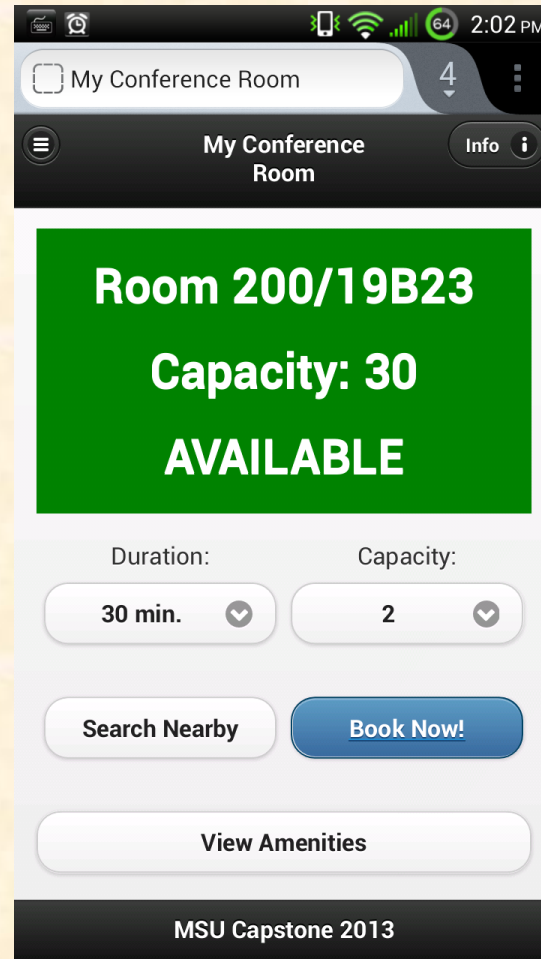 64 2:02 PM
My Conference Room 4
My Conference
Room
Info i
Room 200/19B23
Capacity: 30
AVAILABLE
Duration: Capacity:
30 min. 2
Search Nearby Book Now!
View Amenities
MSU Capstone 2013